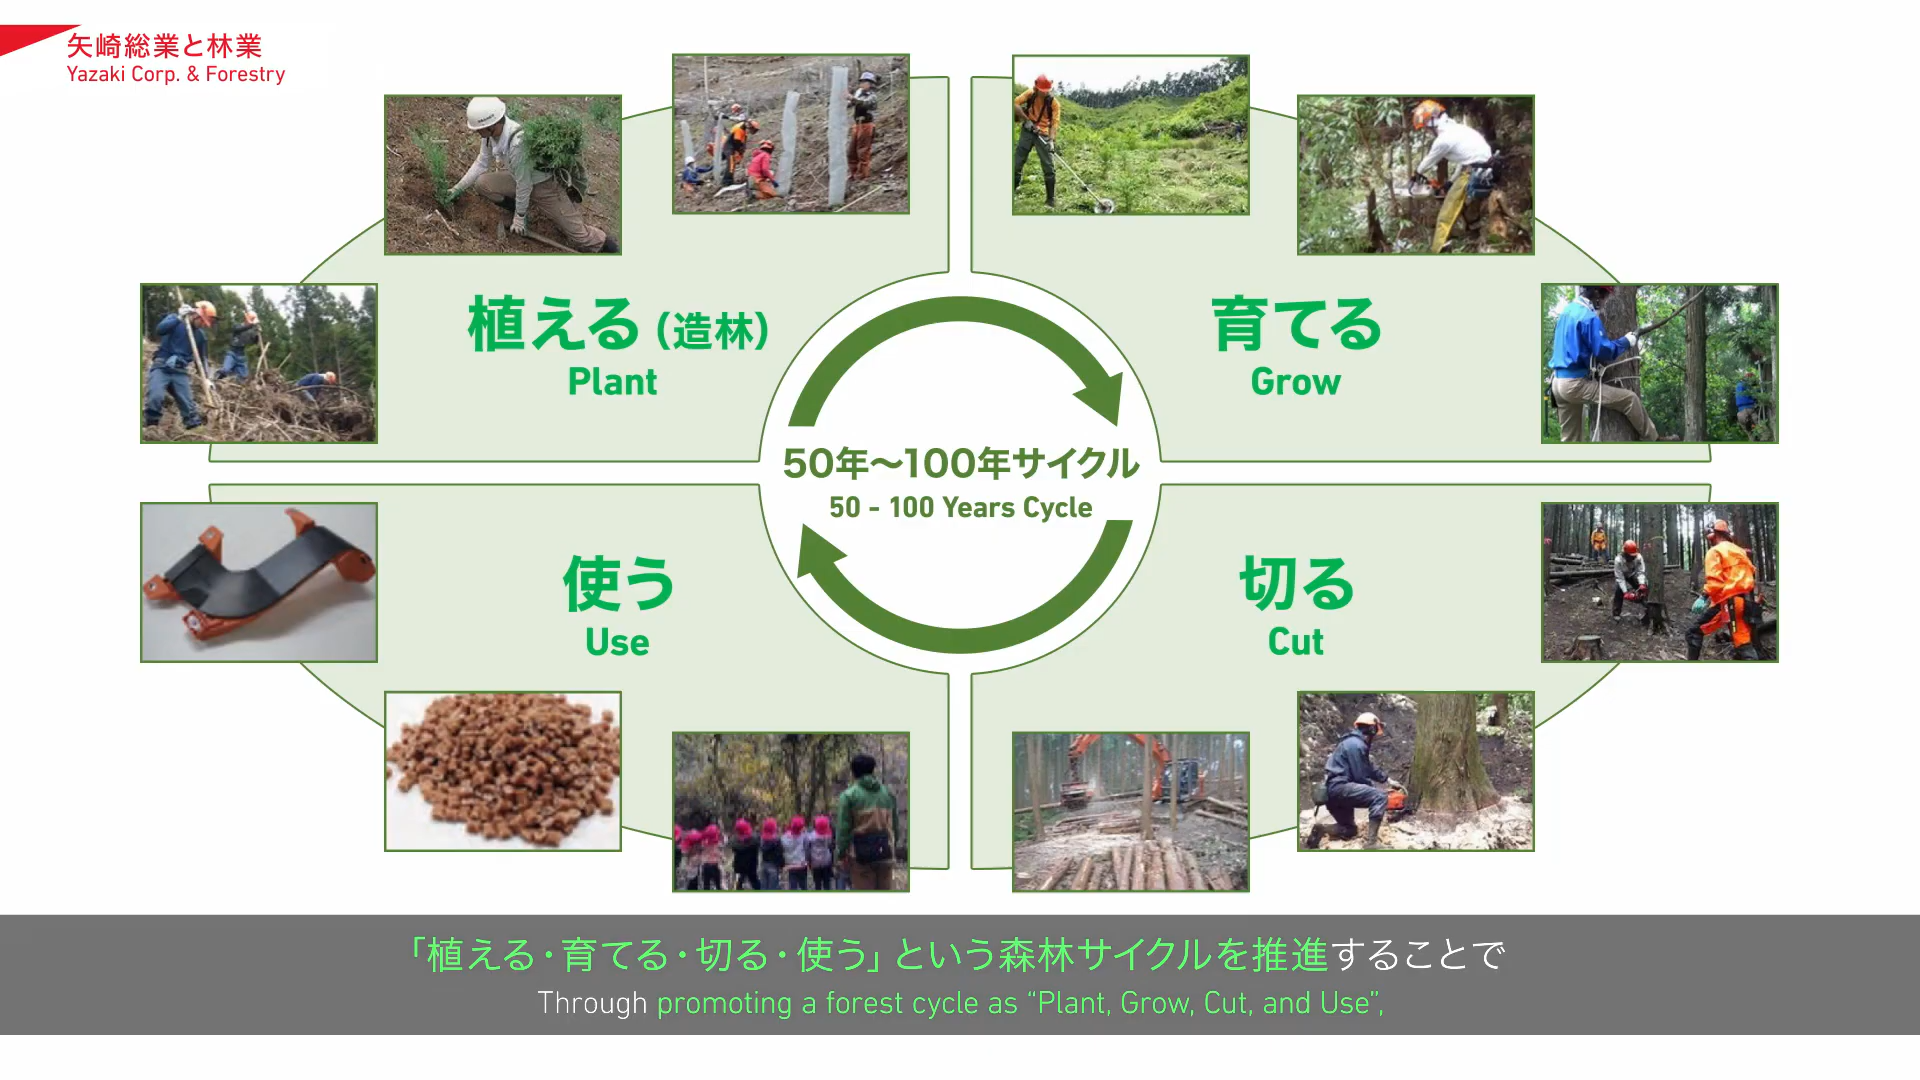 矢崎総業と林業
Yazaki Corp. & Forestry
植える（造林）
Plant
育てる
Grow
50年〜100年サイクル
50 - 100 Years Cycle
使う
Use
切る
Cut
「植える・育てる・切る・使う」という森林サイクルを推進することで
Through promoting a forest cycle as “Plant, Grow, Cut, and Use”,